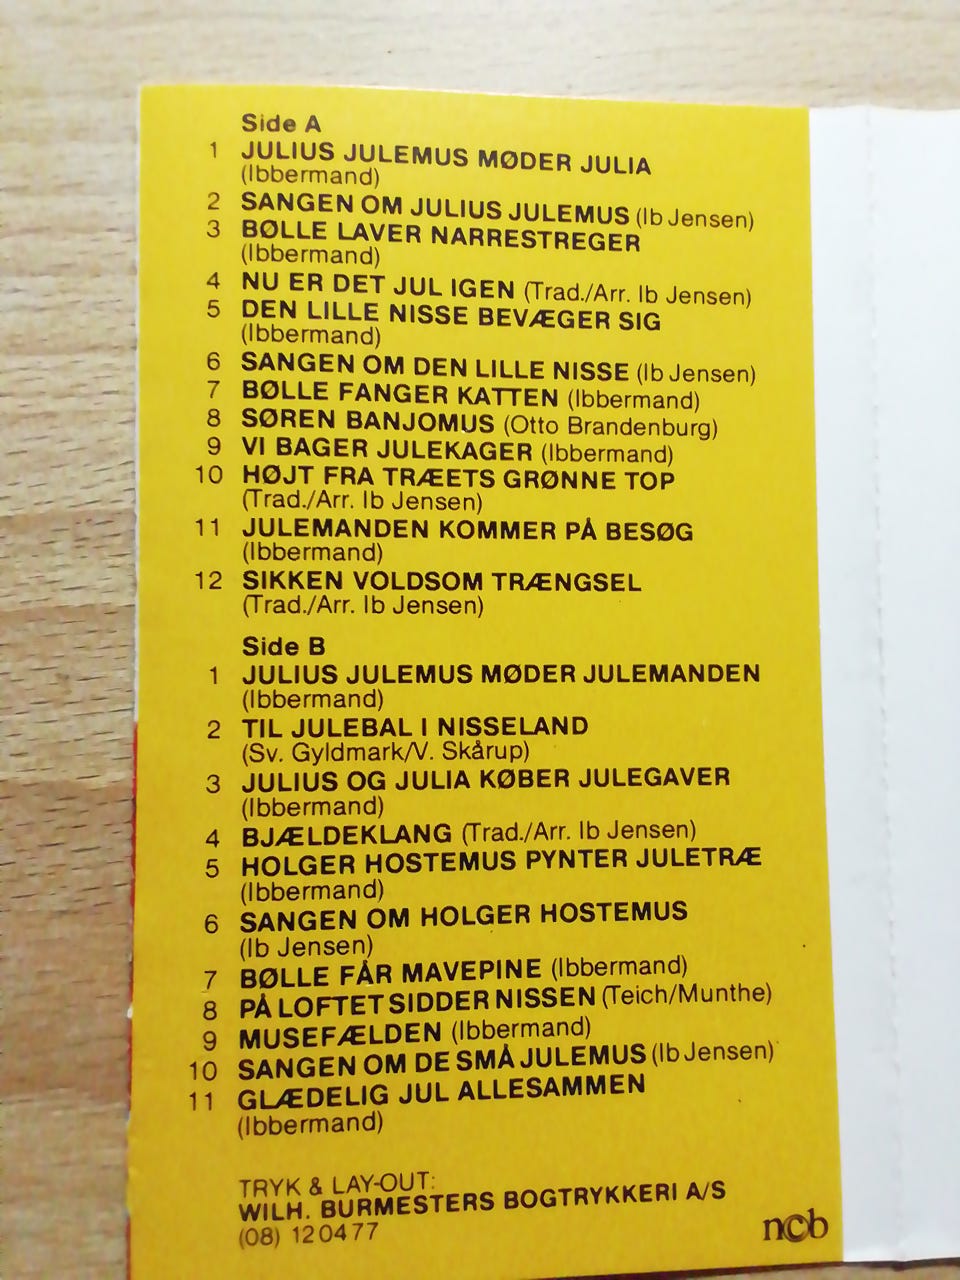 Side A
1 JULIUS JULEMUS MØDER JULIA
(Ibbermand)
2 SANGEN OM JULIUS JULEMUS (Ib Jensen)
3 BØLLE LAVER NARRESTREGER
(Ibbermand)
4 NU ER DET JUL IGEN (Trad./Arr. Ib Jensen)
5 DEN LILLE NISSE BEVÆGER SIG
(Ibbermand)
6 SANGEN OM DEN LILLE NISSE (Ib Jensen)
7 BØLLE FANGER KATTEN (Ibbermand)
8 SØREN BANJOMUS (Otto Brandenburg)
9 VI BAGER JULEKAGER (Ibbermand)
10 HØJT FRA TRÆETS GRØNNE TOP
(Trad./Arr. Ib Jensen)
11 JULEMANDEN KOMMER PÅ BESØG
(Ibbermand)
12 SIKKEN VOLDSOM TRÆNGSEL
(Trad./Arr. Ib Jensen)
Side B
1 JULIUS JULEMUS MØDER JULEMANDEN
(Ibbermand)
2 TIL JULEBAL I NISSELAND
(Sv. Gyldmark/V. Skårup)
3 JULIUS OG JULIA KØBER JULEGAVER
(Ibbermand)
4 BJÆLDEKLANG (Trad./Arr. Ib Jensen)
5 HOLGER HOSTEMUS PYNTER JULETRÆ
(Ibbermand)
6 SANGEN OM HOLGER HOSTEMUS
(Ib Jensen)
7 BØLLE FÅR MAVEPINE (Ibbermand)
8 PÅ LOFTET SIDDER NISSEN (Teich/Munthe)
9 MUSEFÆLDEN (Ibbermand)
10 SANGEN OM DE SMÅ JULEMUS (Ib Jensen)
11 GLÆDELIG JUL ALLESAMMEN
(Ibbermand)
TRYK & LAY-OUT:
WILH. BURMESTERS BOGTRYKKERI A/S
(08) 12 04 77
ncb